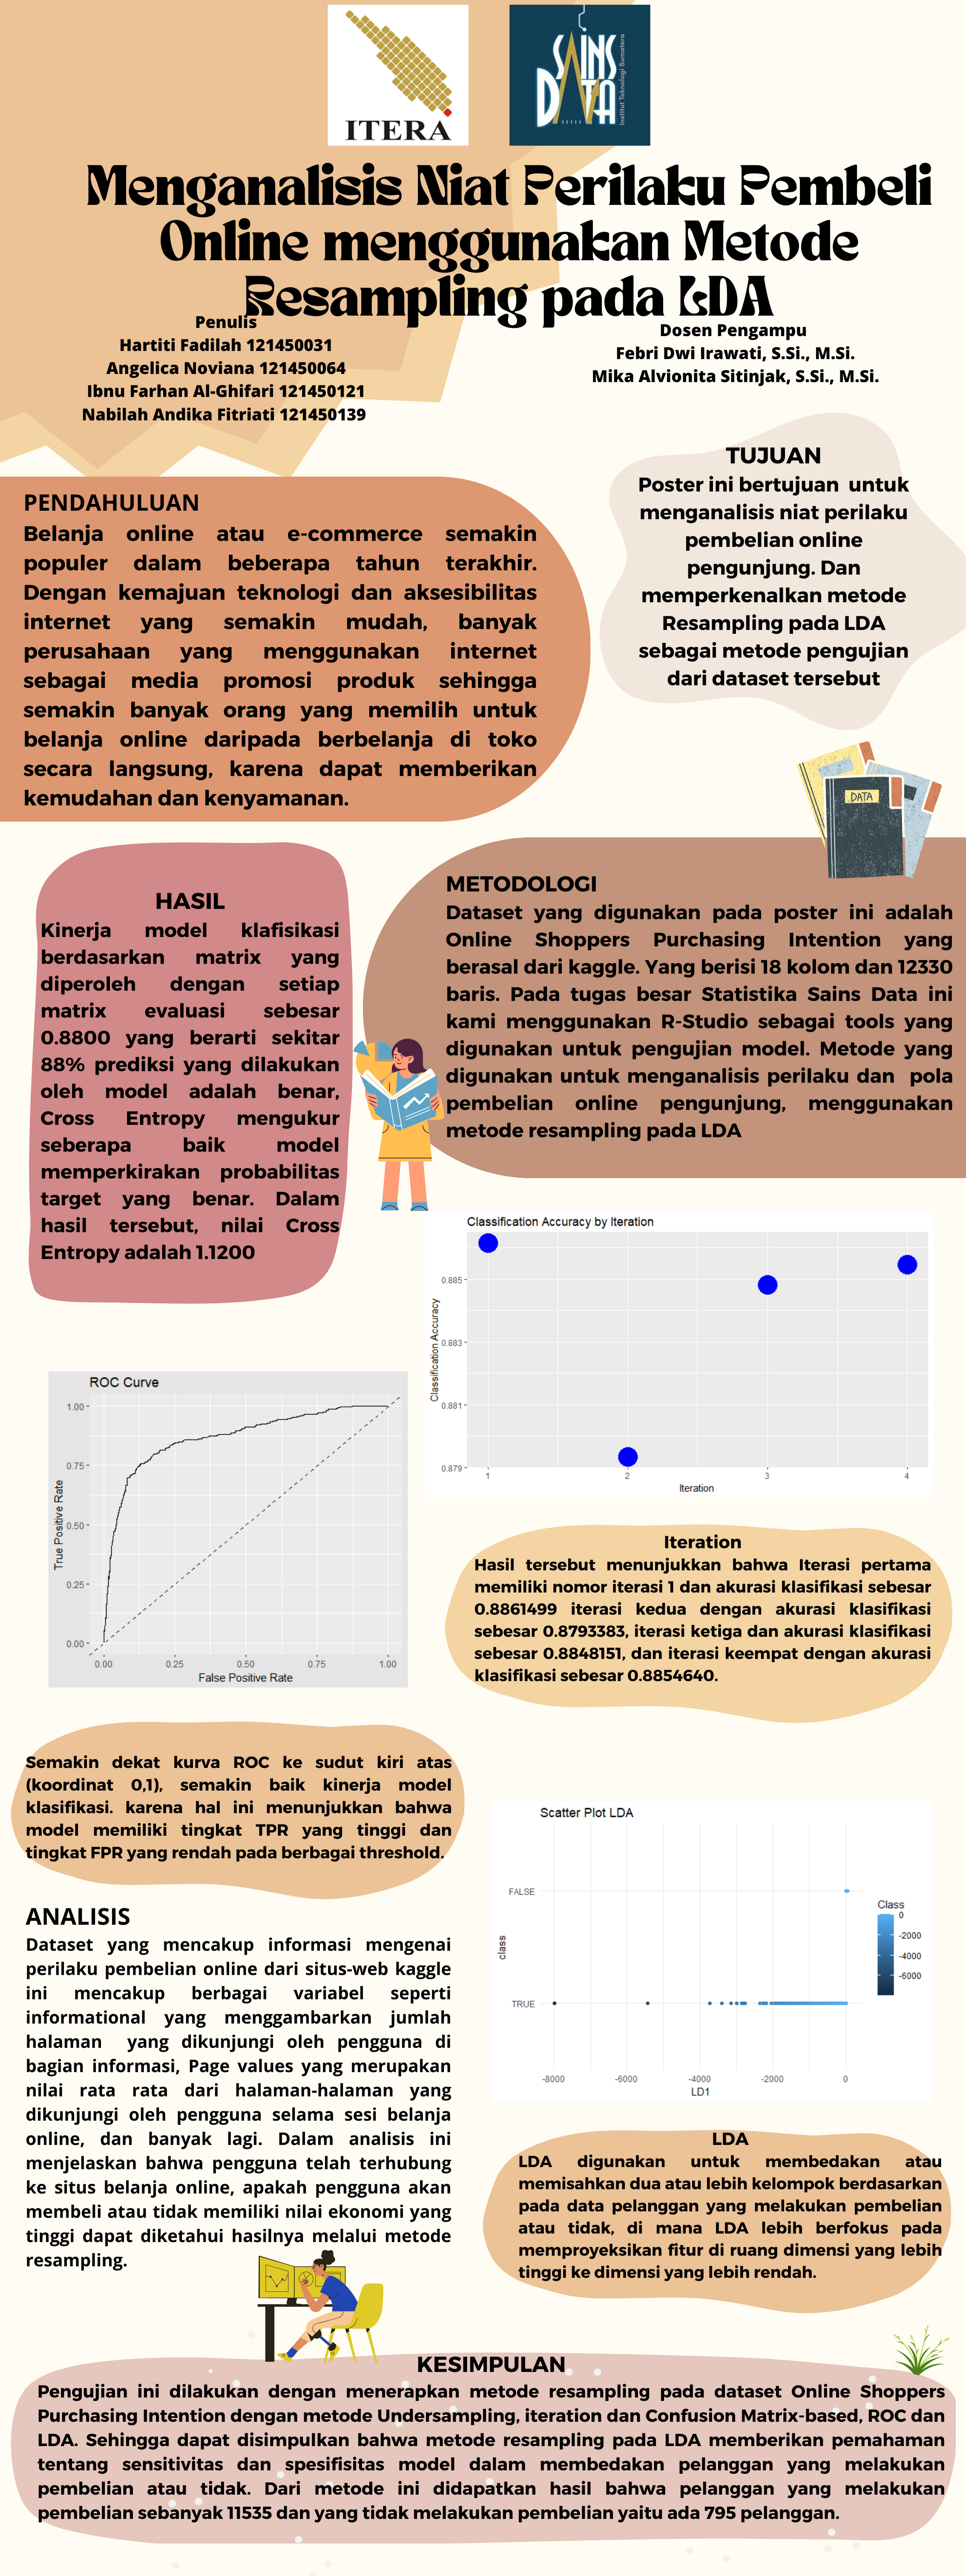 ITERA
SAINS
DATA
Institut Teknologi Sumatera
Menganalisis Niat Perilaku Pembeli
Online menggunakan Metode
Resampling pada LDA
Penulis
Hartiti Fadilah 121450031
Angelica Noviana 121450064
Ibnu Farhan Al-Ghifari 121450121
Nabilah Andika Fitriati 121450139
Dosen Pengampu
Febri Dwi Irawati, S.Si., M.Si.
Mika Alvionita Sitinjak, S.Si., M.Si.
TUJUAN
Poster ini bertujuan untuk
menganalisis niat perilaku
pembelian online
pengunjung. Dan
memperkenalkan metode
Resampling pada LDA
sebagai metode pengujian
dari dataset tersebut
PENDAHULUAN
Belanja online atau e-commerce semakin
populer dalam beberapa tahun terakhir.
Dengan kemajuan teknologi dan aksesibilitas
internet yang semakin mudah, banyak
perusahaan yang menggunakan internet
sebagai media promosi produk sehingga
semakin banyak orang yang memilih untuk
belanja online daripada berbelanja di toko
secara langsung, karena dapat memberikan
kemudahan dan kenyamanan.
DATA
HASIL
Kinerja model klafisikasi
berdasarkan matrix yang
diperoleh dengan setiap
matrix evaluasi sebesar
0.8800 yang berarti sekitar
88% prediksi yang dilakukan
oleh model adalah benar,
Cross Entropy mengukur
seberapa baik model
memperkirakan probabilitas
target yang benar. Dalam
hasil tersebut, nilai Cross
Entropy adalah 1.1200
METODOLOGI
Dataset yang digunakan pada poster ini adalah
Online Shoppers Purchasing Intention yang
berasal dari kaggle. Yang berisi 18 kolom dan 12330
baris. Pada tugas besar Statistika Sains Data ini
kami menggunakan R-Studio sebagai tools yang
digunakan untuk pengujian model. Metode yang
digunakan untuk menganalisis perilaku dan pola
pembelian online pengunjung, menggunakan
metode resampling pada LDA
Classification Accuracy by Iteration
Classification Accuracy
0.885
0.883
0.881
0.879
1 2 3 4
Iteration
ROC Curve
True Positive Rate
1.00
0.75
0.50
0.25
0.00
0.00 0.25 0.50 0.75 1.00
False Positive Rate
Iteration
Hasil tersebut menunjukkan bahwa Iterasi pertama
memiliki nomor iterasi 1 dan akurasi klasifikasi sebesar
0.8861499 iterasi kedua dengan akurasi klasifikasi
sebesar 0.8793383, iterasi ketiga dan akurasi klasifikasi
sebesar 0.8848151, dan iterasi keempat dengan akurasi
klasifikasi sebesar 0.8854640.
Semakin dekat kurva ROC ke sudut kiri atas
(koordinat 0,1), semakin baik kinerja model
klasifikasi. karena hal ini menunjukkan bahwa
model memiliki tingkat TPR yang tinggi dan
tingkat FPR yang rendah pada berbagai threshold.
Scatter Plot LDA
class
FALSE
TRUE
-8000 -6000 -4000 -2000 0
LD1
Class
0
-2000
-4000
-6000
ANALISIS
Dataset yang mencakup informasi mengenai
perilaku pembelian online dari situs-web kaggle
ini mencakup berbagai variabel seperti
informational yang menggambarkan jumlah
halaman yang dikunjungi oleh pengguna di
bagian informasi, Page values yang merupakan
nilai rata rata dari halaman-halaman yang
dikunjungi oleh pengguna selama sesi belanja
online, dan banyak lagi. Dalam analisis ini
menjelaskan bahwa pengguna telah terhubung
ke situs belanja online, apakah pengguna akan
membeli atau tidak memiliki nilai ekonomi yang
tinggi dapat diketahui hasilnya melalui metode
resampling.
LDA
LDA digunakan untuk membedakan atau
memisahkan dua atau lebih kelompok berdasarkan
pada data pelanggan yang melakukan pembelian
atau tidak, di mana LDA lebih berfokus pada
memproyeksikan fitur di ruang dimensi yang lebih
tinggi ke dimensi yang lebih rendah.
KESIMPULAN
Pengujian ini dilakukan dengan menerapkan metode resampling pada dataset Online Shoppers
Purchasing Intention dengan metode Undersampling, iteration dan Confusion Matrix-based, ROC dan
LDA. Sehingga dapat disimpulkan bahwa metode resampling pada LDA memberikan pemahaman
tentang sensitivitas dan spesifisitas model dalam membedakan pelanggan yang melakukan
pembelian atau tidak. Dari metode ini didapatkan hasil bahwa pelanggan yang melakukan
pembelian sebanyak 11535 dan yang tidak melakukan pembelian yaitu ada 795 pelanggan.